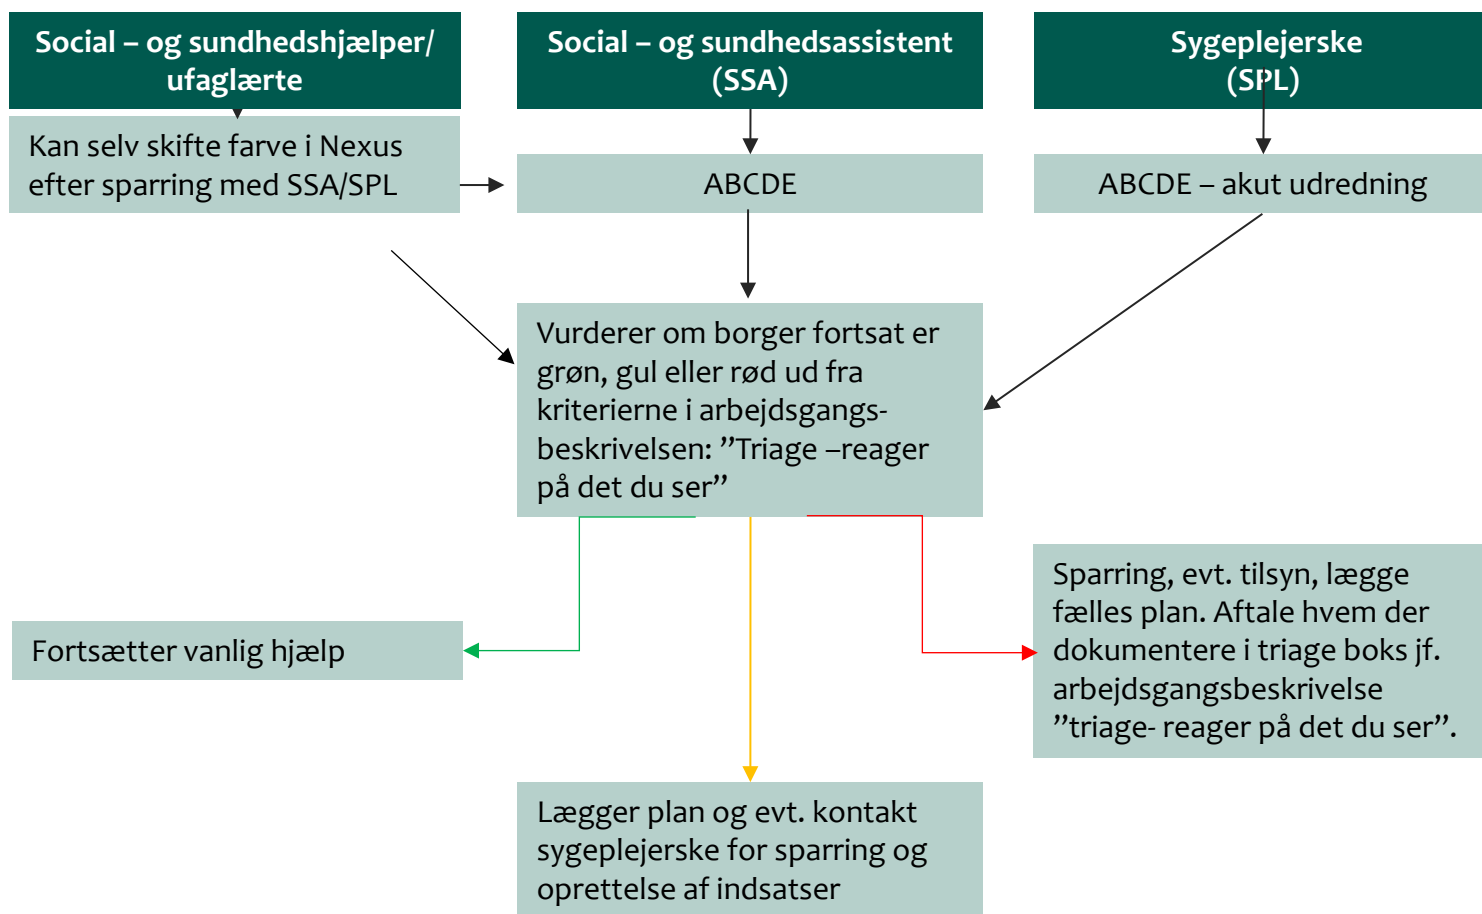 Social – og sundhedshjælper/
ufaglærte
Social – og sundhedsassistent
(SSA)
Sygeplejerske
(SPL)
Kan selv skifte farve i Nexus
efter sparring med SSA/SPL
ABCDE
ABCDE – akut udredning
Vurderer om borger fortsat er
grøn, gul eller rød ud fra
kriterierne i arbejdsgangs-
beskrivelsen: ”Triage –reager
på det du ser”
Fortsætter vanlig hjælp
Sparring, evt. tilsyn, lægge
fælles plan. Aftale hvem der
dokumentere i triage boks jf.
arbejdsgangsbeskrivelse
”triage- reager på det du ser”.
Lægger plan og evt. kontakt
sygeplejerske for sparring og
oprettelse af indsatser